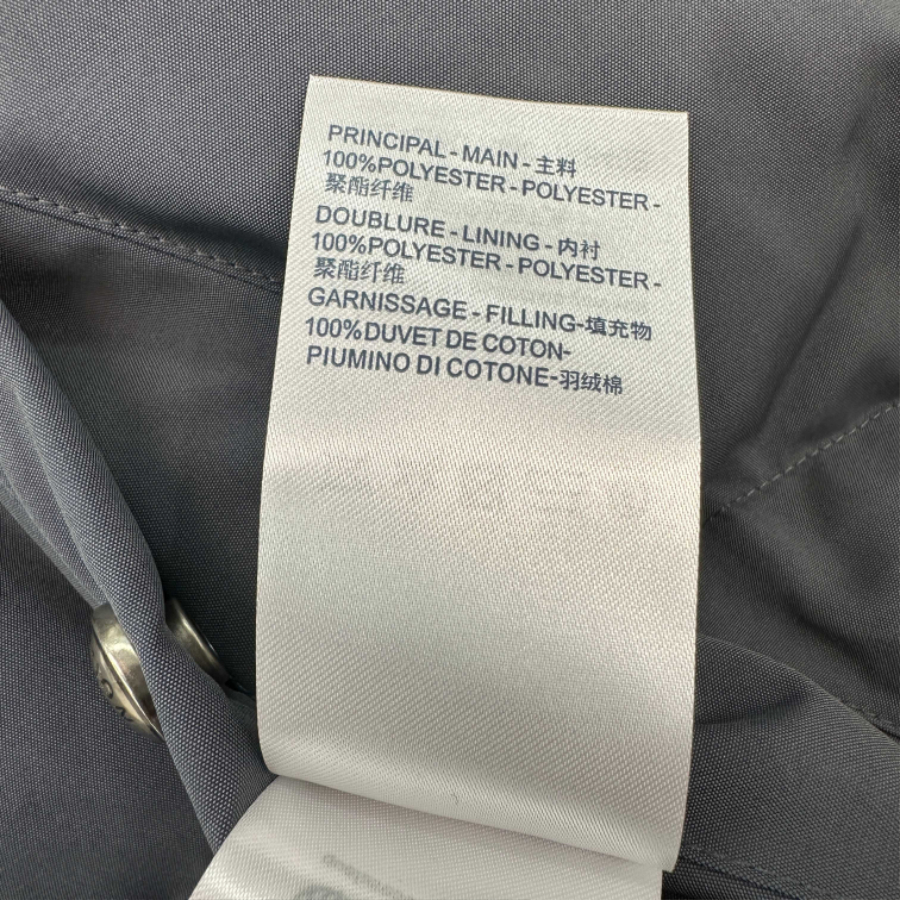 PRINCIPAL - MAIN - 主料
100%POLYESTER - POLYESTER -
聚酯纤维
DOUBLURE - LINING - 内衬
100%POLYESTER - POLYESTER -
聚酯纤维
GARNISSAGE - FILLING-填充物
100%DUVET DE COTON-
PIUMINO DI COTONE-羽绒棉